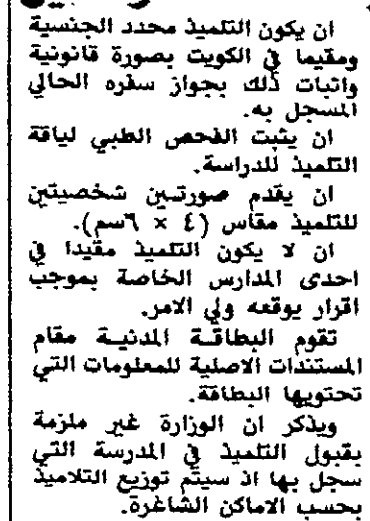 ان يكون التلميذ محدد الجنسية
ومقيما في الكويت بصورة قانونية
واثبات ذلك بجواز سفره الحالي
المسجل به.
ان يثبت الفحص الطبي لياقة
التلميذ للدراسة.
ان يقدم صورتين شخصيتين
للتلميذ مقاس (٤ × ٦سم).
ان لا يكون التلميذ مقيدا في
احدى المدارس الخاصة بموجب
اقرار يوقعه ولي الامر.
تقوم البطاقة المدنية مقام
المستندات الاصلية للمعلومات التي
تحتويها البطاقة.
ويذكر ان الوزارة غير ملزمة
بقبول التلميذ في المدرسة التي
سجل بها اذ سيتم توزيع التلاميذ
بحسب الاماكن الشاغرة.